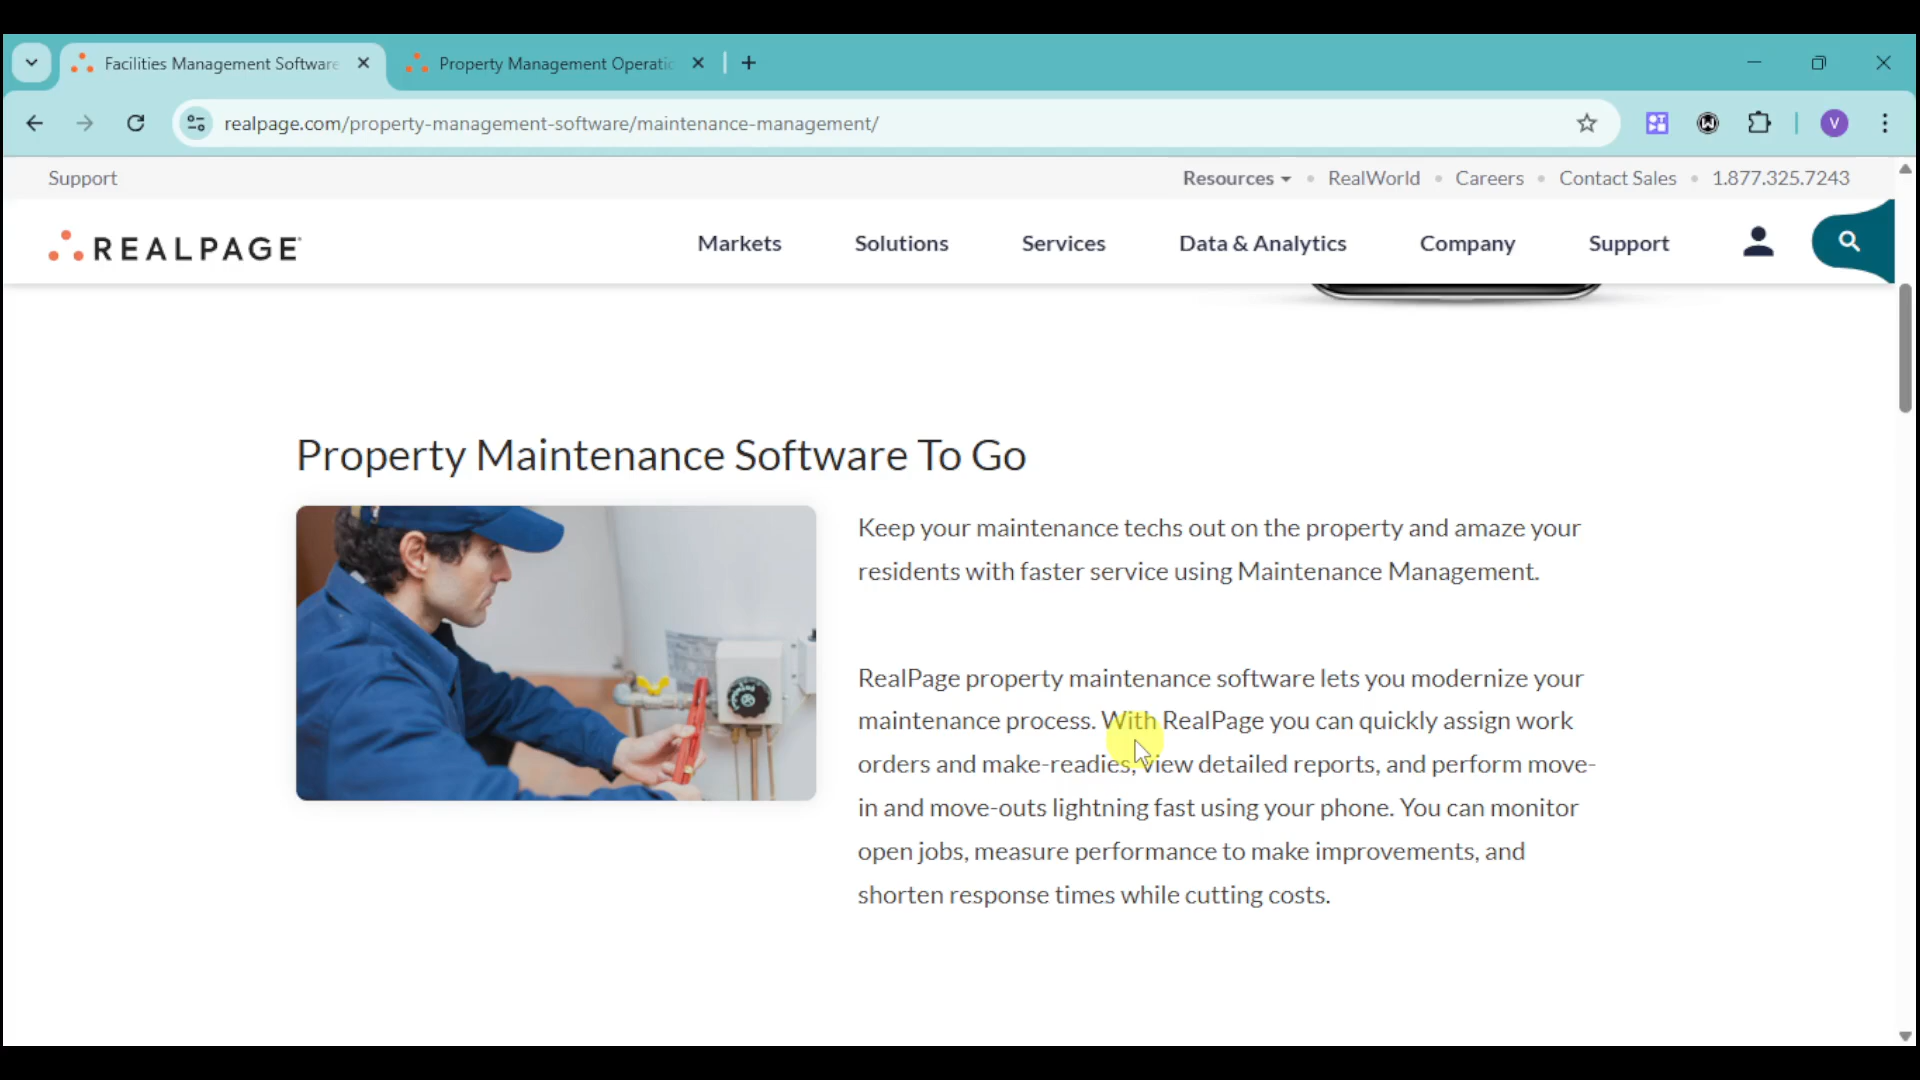 Facilities Management Software
Property Management Operati
realpage.com/property-management-software/maintenance-management/
V
Support
Resources
RealWorld
Careers
Contact Sales
1.877.325.7243
REALPAGE
Markets
Solutions
Services
Data & Analytics
Company
Support
Property Maintenance Software To Go
Keep your maintenance techs out on the property and amaze your
residents with faster service using Maintenance Management.
RealPage property maintenance software lets you modernize your
maintenance process. With RealPage you can quickly assign work
orders and make-readies, view detailed reports, and perform move-
in and move-outs lightning fast using your phone. You can monitor
open jobs, measure performance to make improvements, and
shorten response times while cutting costs.